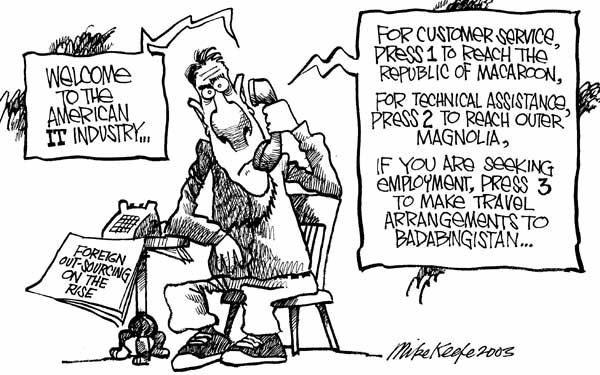 WELCOME
TO THE
AMERICAN
IT INDUSTRY...
FOR CUSTOMER SERVICE,
PRESS 1 TO REACH THE
REPUBLIC OF MACAROON,
FOR TECHNICAL ASSISTANCE,
PRESS 2 TO REACH OUTER
MAGNOLIA,
IF YOU ARE SEEKING
EMPLOYMENT, PRESS 3
TO MAKE TRAVEL
ARRANGEMENTS TO
BADABINGISTAN...
FOREIGN
OUT-SOURCING
ON THE
RISE
Mike Keefe 2003